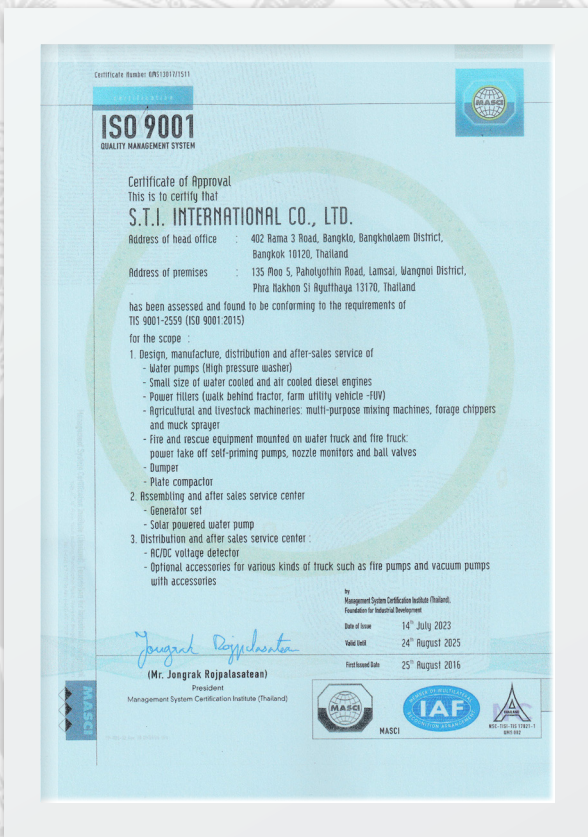 Certificate Number QMS13017/1511
CERTIFICATION
ISO 9001
QUALITY MANAGEMENT SYSTEM
MASCI
Certificate of Approval
This is to certify that
S.T.I. INTERNATIONAL CO., LTD.
Address of head office : 402 Rama 3 Road, Bangklo, Bangkholaem District,
Bangkok 10120, Thailand
Address of premises : 135 Moo 5, Paholyothin Road, Lamsai, Wangnoi District,
Phra Nakhon Si Ayutthaya 13170, Thailand
has been assessed and found to be conforming to the requirements of
TIS 9001-2559 (ISO 9001:2015)
for the scope :
1. Design, manufacture, distribution and after-sales service of
- Water pumps (High pressure washer)
- Small size of water cooled and air cooled diesel engines
- Power tillers (walk behind tractor, farm utility vehicle -FUV)
- Agricultural and livestock machineries: multi-purpose mixing machines, forage chippers
and muck sprayer
- Fire and rescue equipment mounted on water truck and fire truck:
power take off self-priming pumps, nozzle monitors and ball valves
- Dumper
- Plate compactor
2. Assembling and after sales service center
- Generator set
- Solar powered water pump
3. Distribution and after sales service center :
- AC/DC voltage detector
- Optional accessories for various kinds of truck such as fire pumps and vacuum pumps
with accessories
by
Management System Certification Institute (Thailand),
Foundation for Industrial Development
Date of Issue 14th July 2023
Valid Until 24th August 2025
First Issued Date 25th August 2016
Jongrak Rojpalasatean
(Mr. Jongrak Rojpalasatean)
President
Management System Certification Institute (Thailand)
MASCI
MASCI
MASCI
MEMBER OF MULTILATERAL
IAF
RECOGNITION ARRANGEMENT
NAC
NSC-TISI-TIS 17021-1